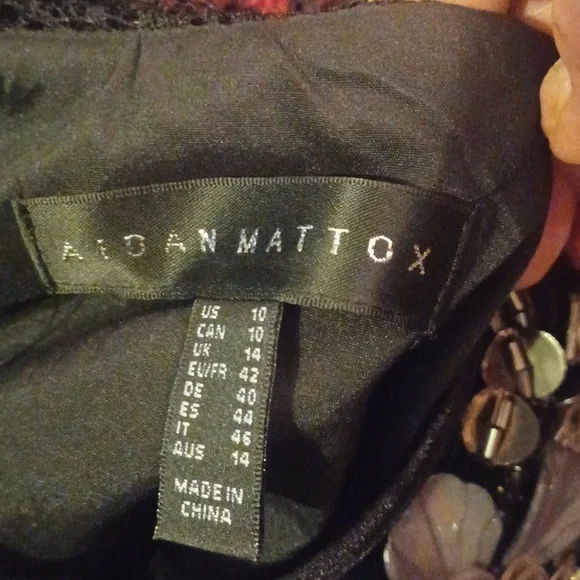 AIDAN MATTOX
US 10
CAN 10
UK 14
EU/FR 42
DE 40
ES 44
IT 46
AUS 14
MADE IN
CHINA